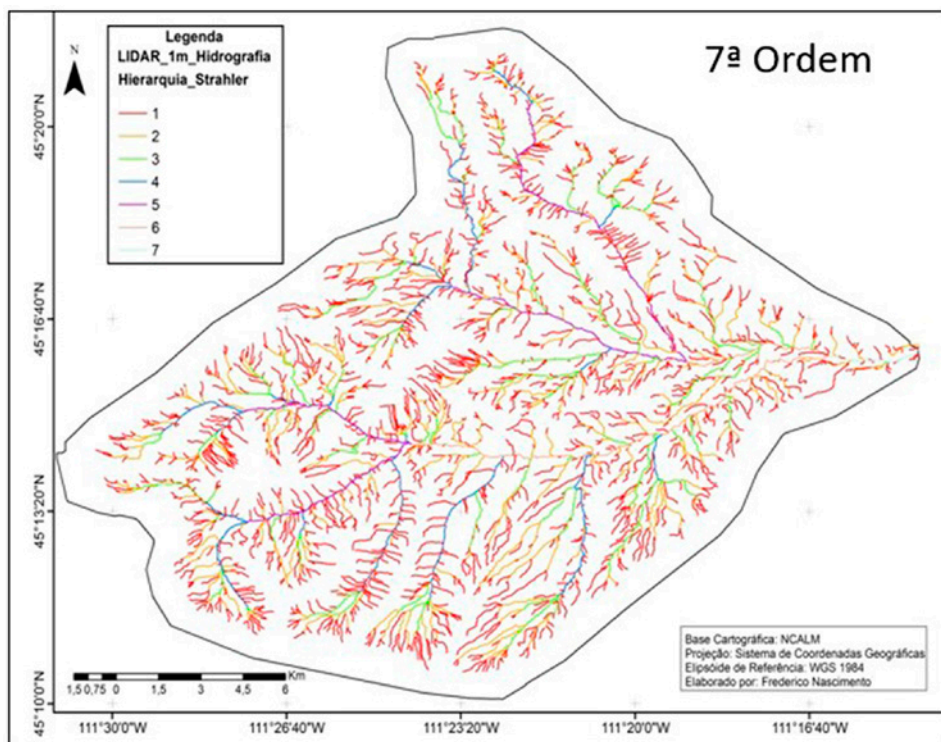 7ª Ordem
Legenda
LIDAR_1m_Hidrografia
Hierarquia_Strahler
1
2
3
4
5
6
7
N
45°20'0"N
45°16'40"N
45°13'20"N
45°10'0"N
1,5 0,75 0 1,5 3 4,5 6
Km
Base Cartográfica: NCALM
Projeção: Sistema de Coordenadas Geográficas
Elipsóide de Referência: WGS 1984
Elaborado por: Frederico Nascimento
111°30'0"W 111°26'40"W 111°23'20"W 111°20'0"W 111°16'40"W